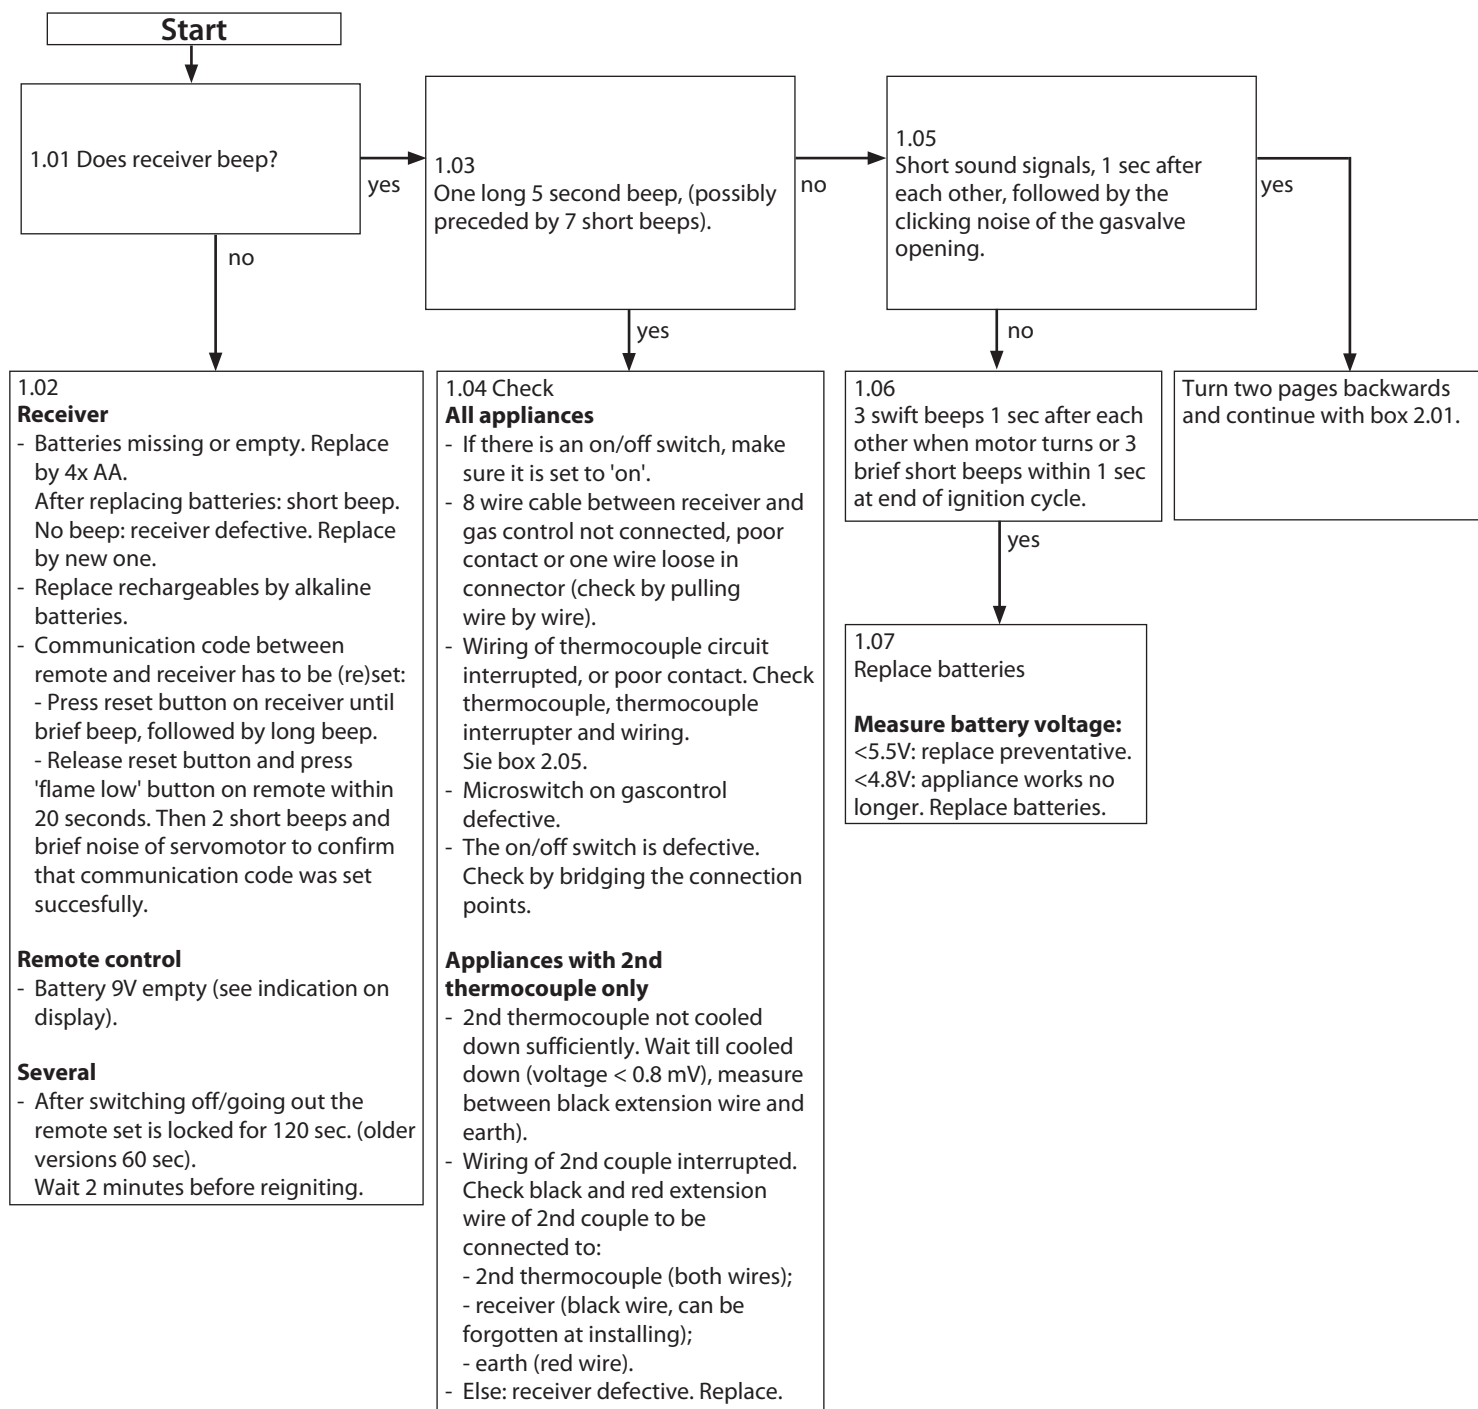 Start
1.01 Does receiver beep?
yes
no
1.03
One long 5 second beep, (possibly
preceded by 7 short beeps).
no
yes
1.05
Short sound signals, 1 sec after
each other, followed by the
clicking noise of the gasvalve
opening.
yes
no
1.02
Receiver
- Batteries missing or empty. Replace
by 4x AA.
After replacing batteries: short beep.
No beep: receiver defective. Replace
by new one.
- Replace rechargeables by alkaline
batteries.
- Communication code between
remote and receiver has to be (re)set:
- Press reset button on receiver until
brief beep, followed by long beep.
- Release reset button and press
'flame low' button on remote within
20 seconds. Then 2 short beeps and
brief noise of servomotor to confirm
that communication code was set
succesfully.
Remote control
- Battery 9V empty (see indication on
display).
Several
- After switching off/going out the
remote set is locked for 120 sec. (older
versions 60 sec).
Wait 2 minutes before reigniting.
1.04 Check
All appliances
- If there is an on/off switch, make
sure it is set to 'on'.
- 8 wire cable between receiver and
gas control not connected, poor
contact or one wire loose in
connector (check by pulling
wire by wire).
- Wiring of thermocouple circuit
interrupted, or poor contact. Check
thermocouple, thermocouple
interrupter and wiring.
Sie box 2.05.
- Microswitch on gascontrol
defective.
- The on/off switch is defective.
Check by bridging the connection
points.
Appliances with 2nd
thermocouple only
- 2nd thermocouple not cooled
down sufficiently. Wait till cooled
down (voltage < 0.8 mV), measure
between black extension wire and
earth).
- Wiring of 2nd couple interrupted.
Check black and red extension
wire of 2nd couple to be
connected to:
- 2nd thermocouple (both wires);
- receiver (black wire, can be
forgotten at installing);
- earth (red wire).
- Else: receiver defective. Replace.
1.06
3 swift beeps 1 sec after each
other when motor turns or 3
brief short beeps within 1 sec
at end of ignition cycle.
yes
Turn two pages backwards
and continue with box 2.01.
1.07
Replace batteries
Measure battery voltage:
<5.5V: replace preventative.
<4.8V: appliance works no
longer. Replace batteries.